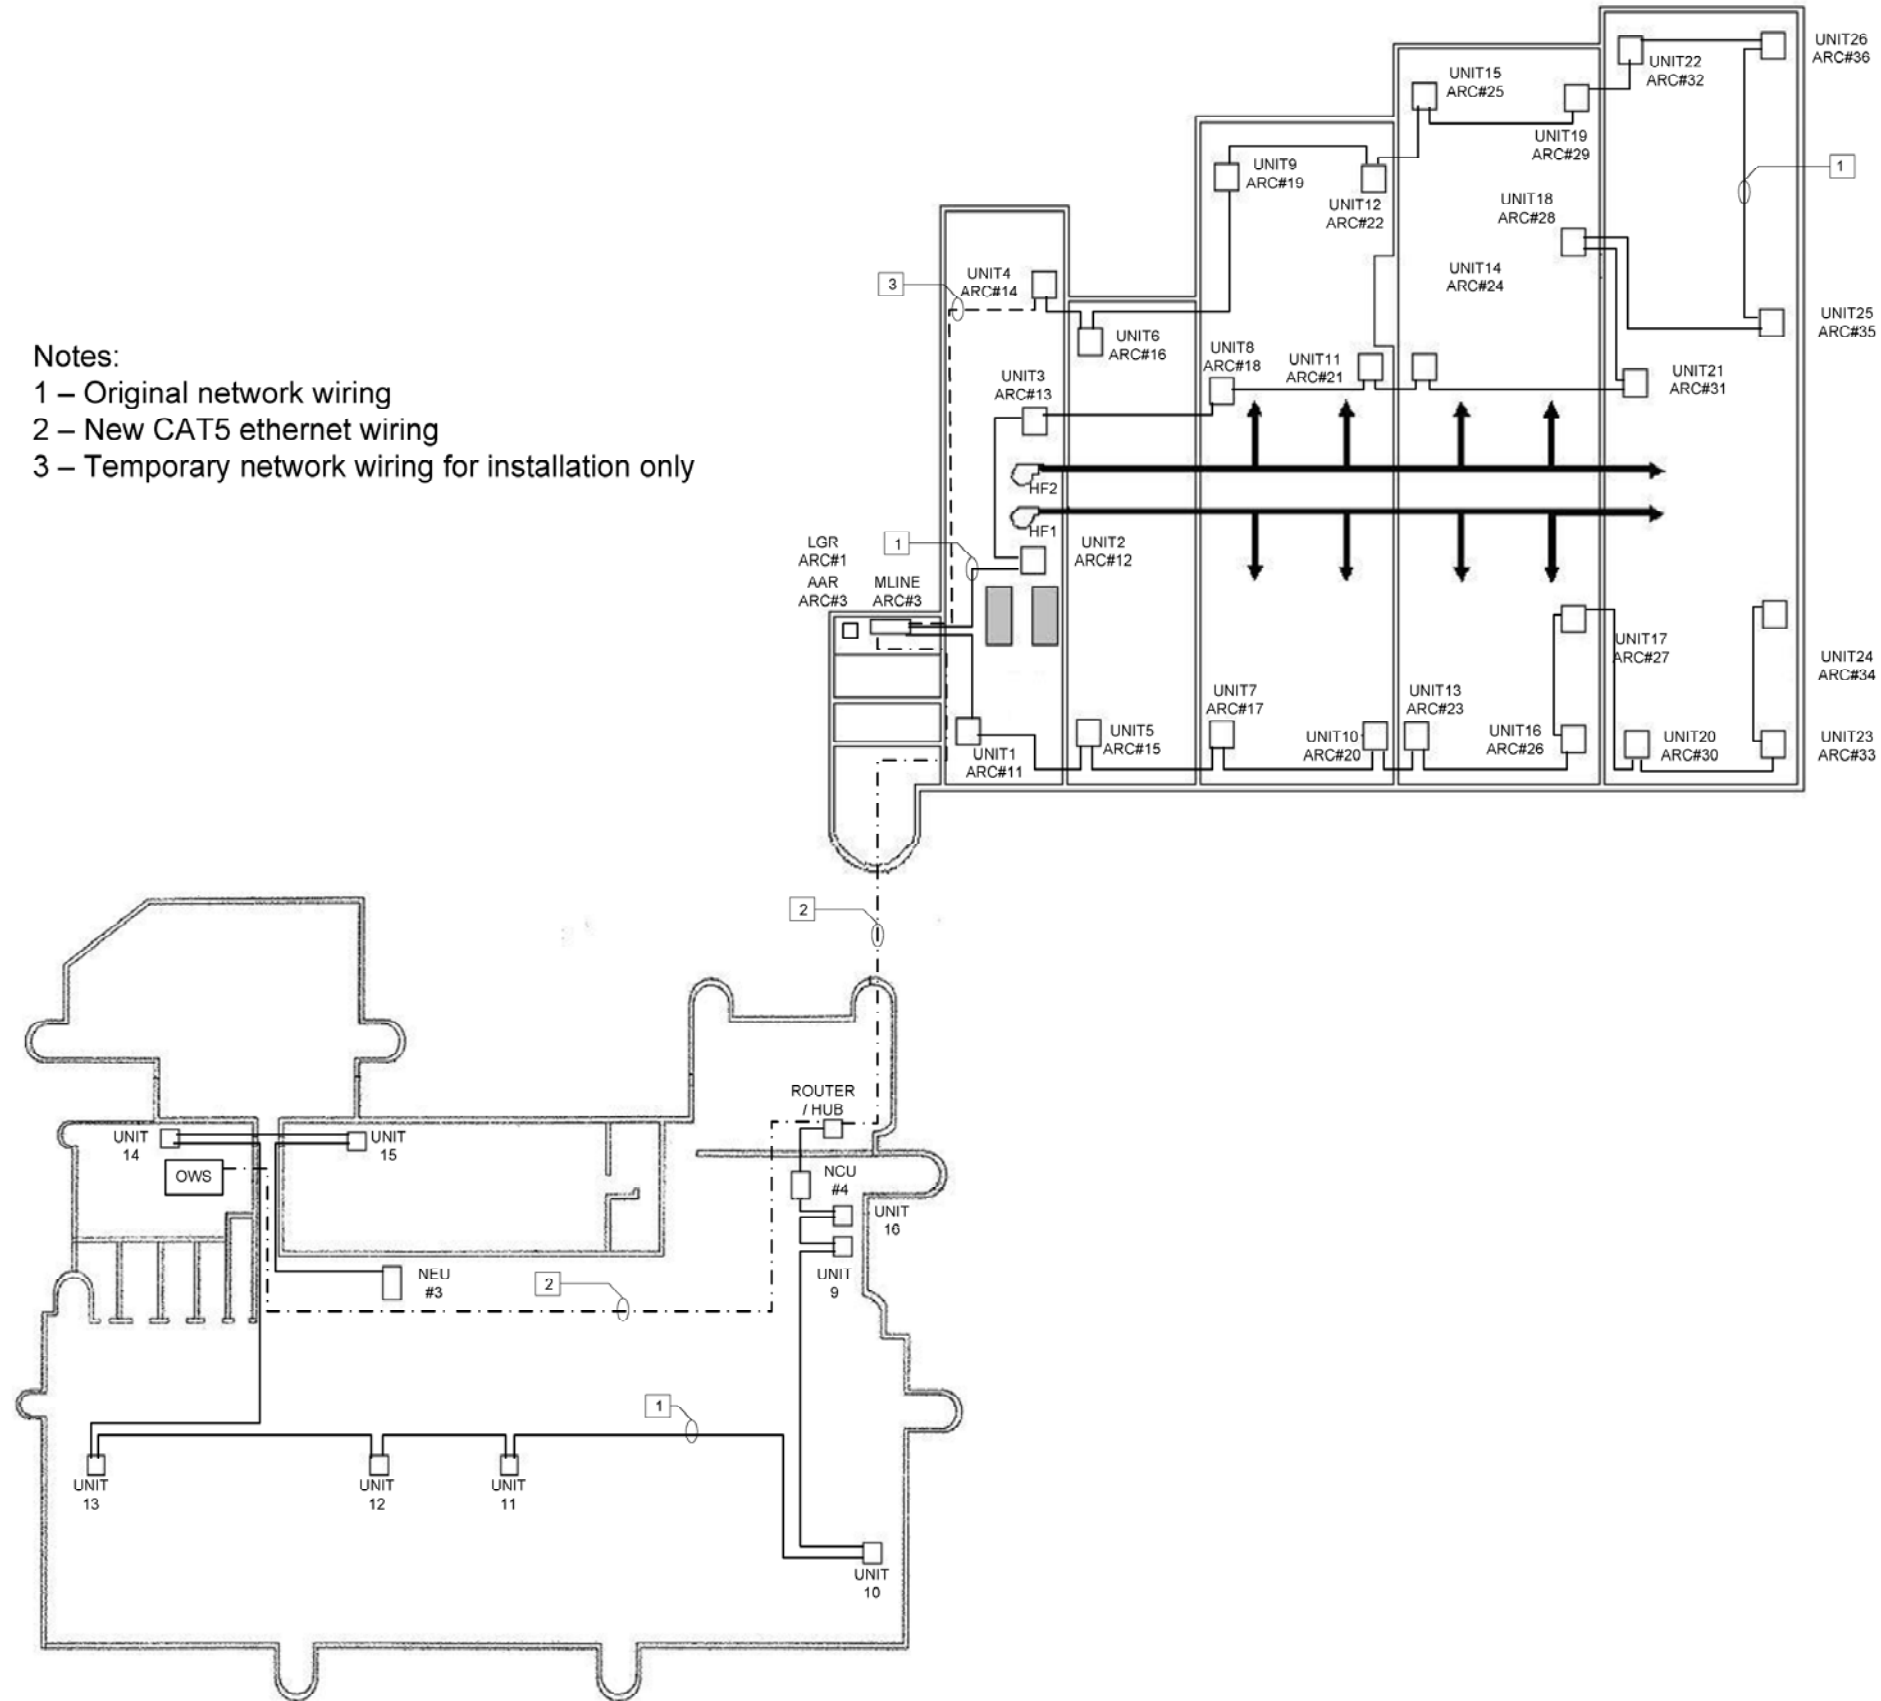 UNIT26
ARC#36
UNIT22
ARC#32
UNIT15
ARC#25
UNIT19
ARC#29
1
UNIT9
ARC#19
UNIT12
ARC#22
UNIT18
ARC#28
UNIT4
ARC#14
3
UNIT14
ARC#24
UNIT25
ARC#35
UNIT6
ARC#16
UNIT8
ARC#18
UNIT11
ARC#21
UNIT3
ARC#13
UNIT21
ARC#31
Notes:
1 – Original network wiring
2 – New CAT5 ethernet wiring
3 – Temporary network wiring for installation only
HF2
HF1
LGR
ARC#1
1
UNIT2
ARC#12
AAR
ARC#3
MLINE
ARC#3
UNIT17
ARC#27
UNIT24
ARC#34
UNIT7
ARC#17
UNIT13
ARC#23
UNIT1
ARC#11
UNIT5
ARC#15
UNIT10
ARC#20
UNIT16
ARC#26
UNIT20
ARC#30
UNIT23
ARC#33
2
ROUTER
/ HUB
UNIT
14
UNIT
15
OWS
NCU
#4
UNIT
16
NEU
#3
2
UNIT
9
1
UNIT
13
UNIT
12
UNIT
11
UNIT
10